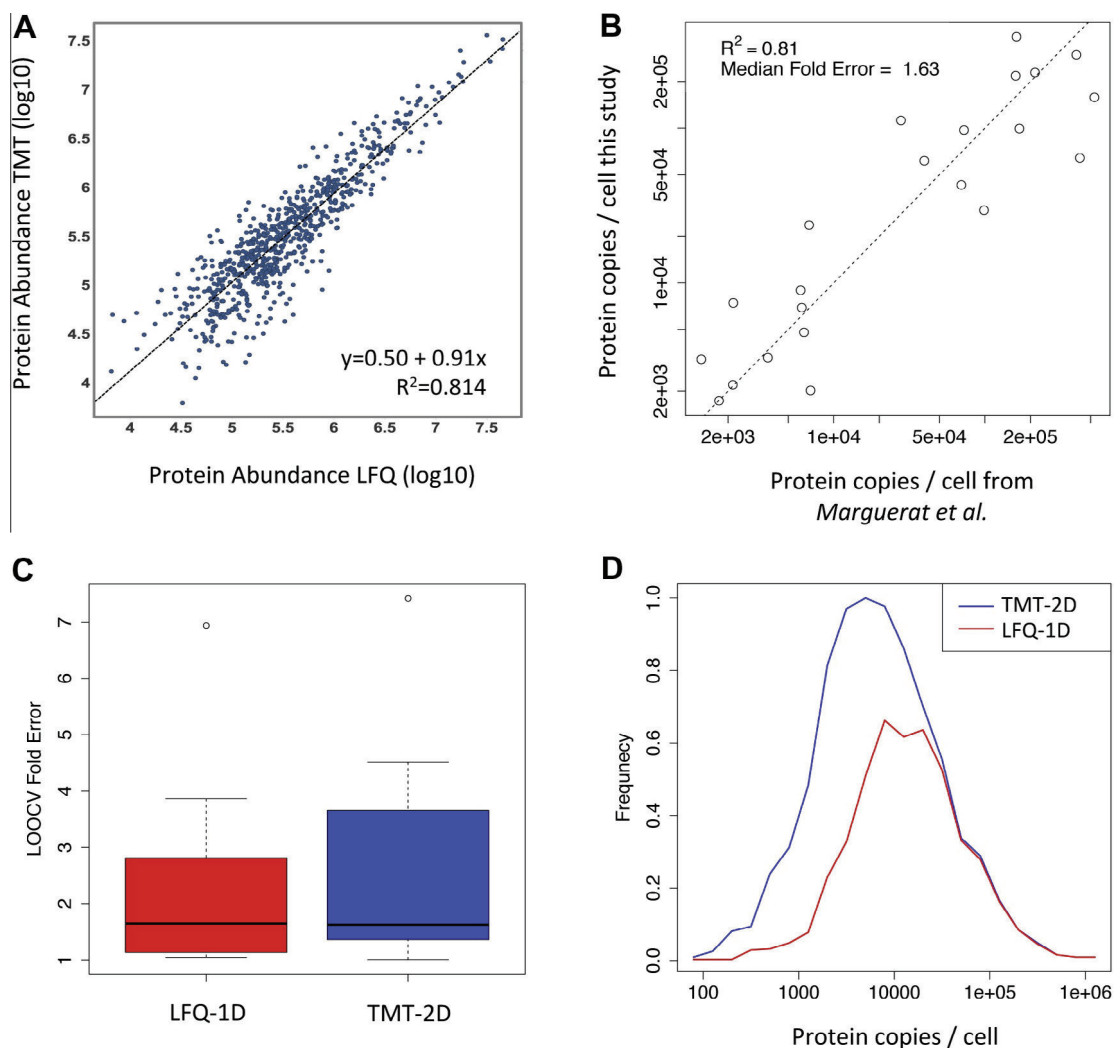 A
7.5
7
6.5
6
5.5
5
4.5
4
4 4.5 5 5.5 6 6.5 7 7.5
y=0.50 + 0.91x
R²=0.814
Protein Abundance TMT (log10)
Protein Abundance LFQ (log10)
B
R² = 0.81
Median Fold Error = 1.63
2e+05
5e+04
1e+04
2e+03
2e+03 1e+04 5e+04 2e+05
Protein copies / cell this study
Protein copies / cell from
Marguerat et al.
C
7
6
5
4
3
2
1
LOOCV Fold Error
LFQ-1D TMT-2D
D
TMT-2D
LFQ-1D
1.0
0.8
0.6
0.4
0.2
0.0
Frequnecy
100 1000 10000 1e+05 1e+06
Protein copies / cell